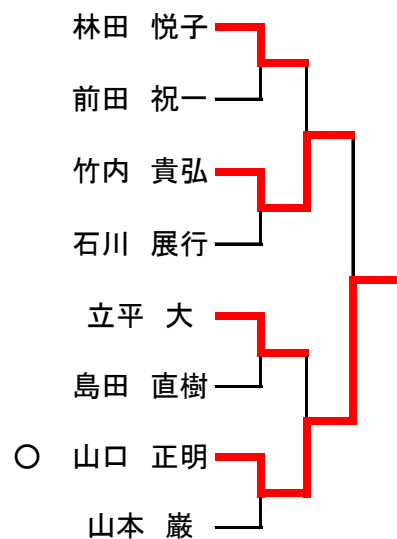 林田 悦子
前田 祝一
竹内 貴弘
石川 展行
立平 大
島田 直樹
○ 山口 正明
山本 巌